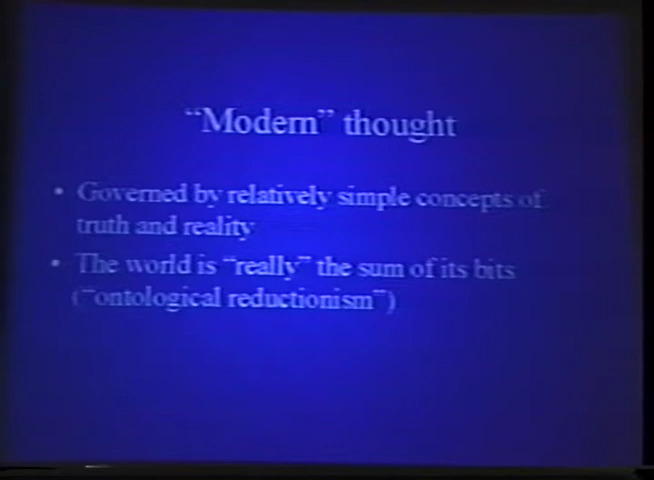 “Modern” thought
• Governed by relatively simple concepts of
truth and reality
• The world is “really” the sum of its bits
(“ontological reductionism”)